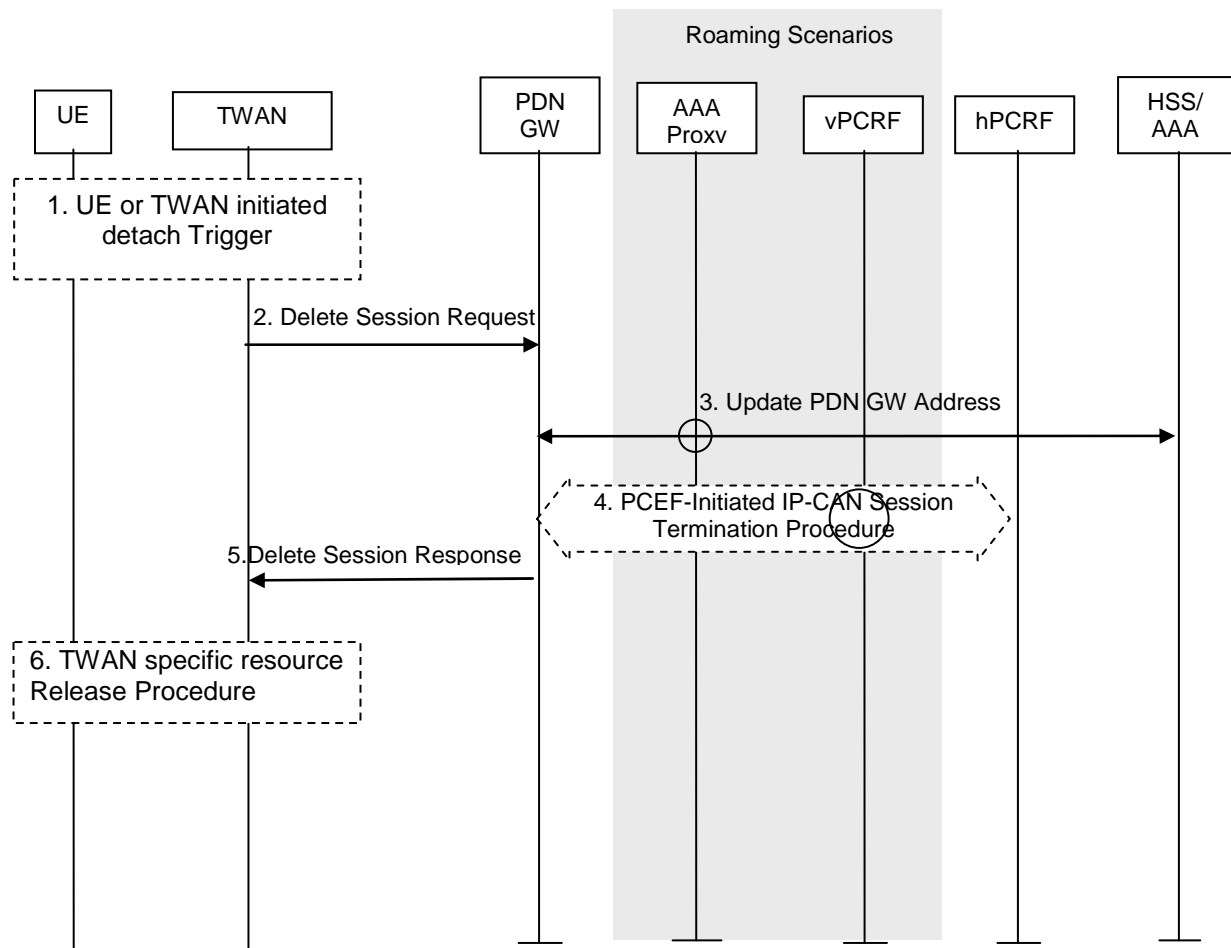 Roaming Scenarios
UE
TWAN
PDN
GW
AAA
Proxy
vPCRF
hPCRF
HSS/
AAA
1. UE or TWAN initiated
detach Trigger
2. Delete Session Request
3. Update PDN GW Address
4. PCEF-Initiated IP-CAN Session
Termination Procedure
5.Delete Session Response
6. TWAN specific resource
Release Procedure